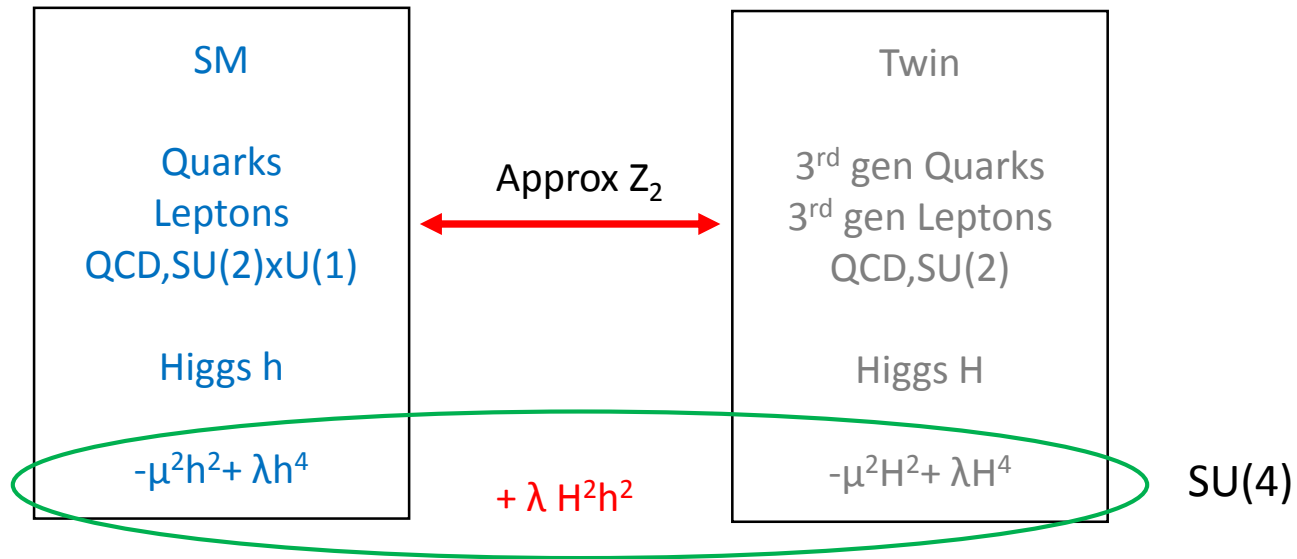 SM
Quarks
Leptons
QCD,SU(2)xU(1)
Higgs h
-µ²h²+ λh⁴
Approx Z₂
+ λ H²h²
Twin
3ʳᵈ gen Quarks
3ʳᵈ gen Leptons
QCD,SU(2)
Higgs H
-µ²H²+ λH⁴
SU(4)